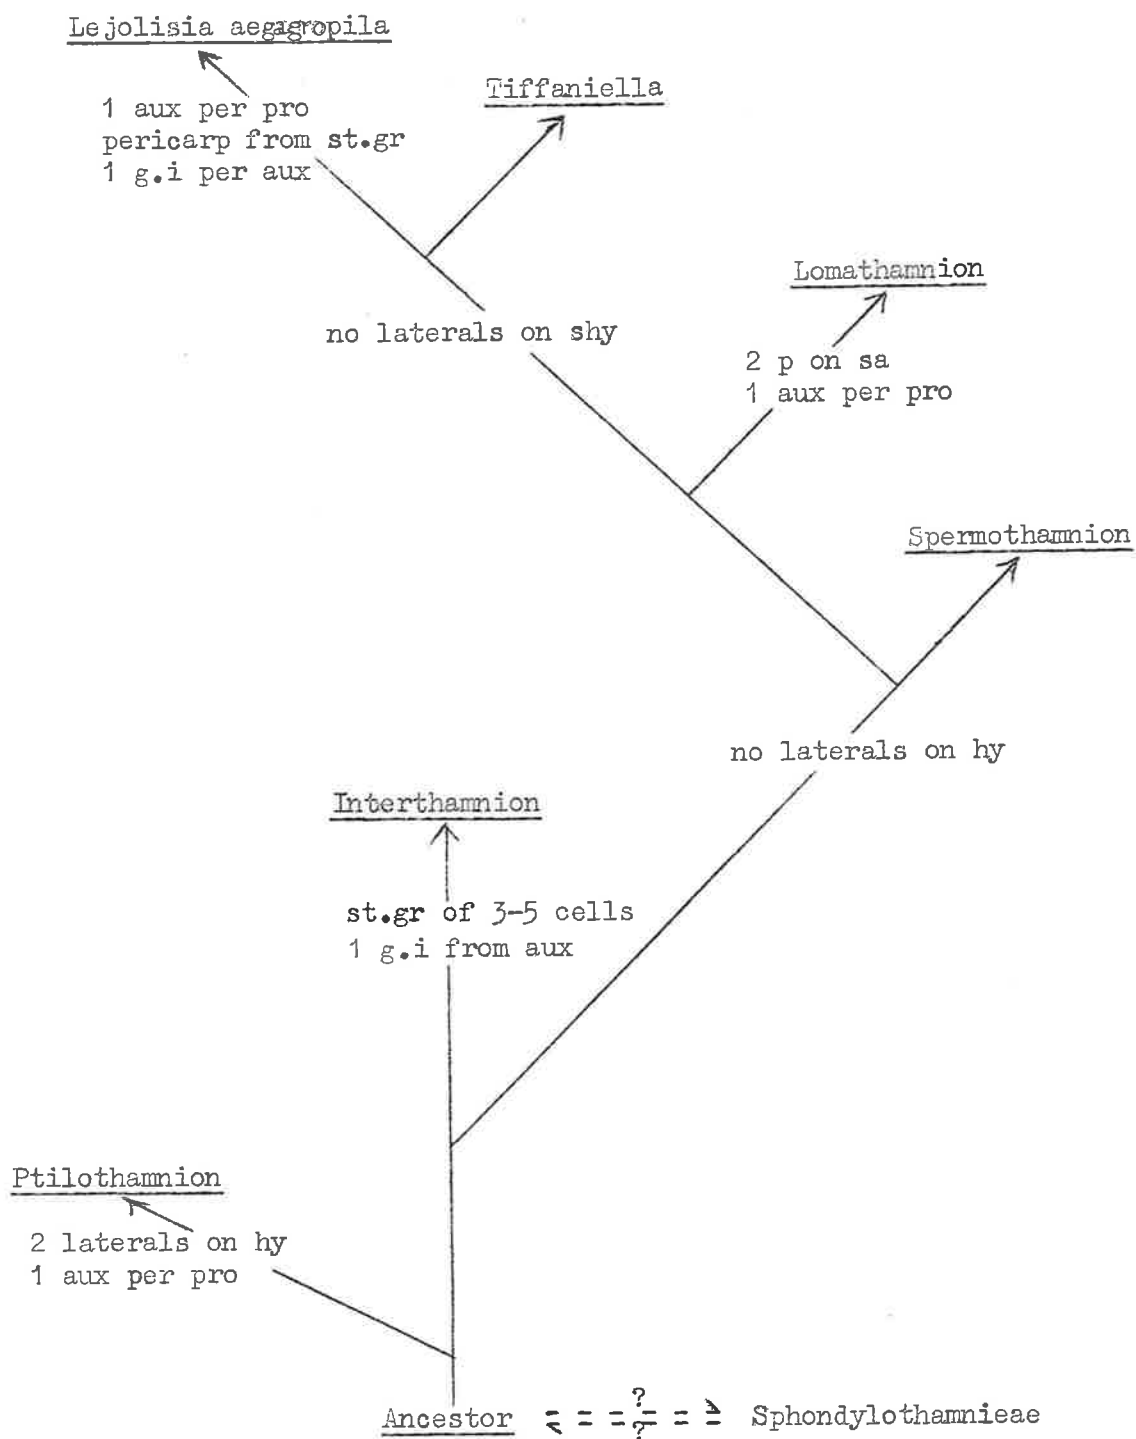 Lejolisia aegagropila
Tiffaniella
1 aux per pro
pericarp from st.gr
1 g.i per aux
Lomathamnion
no laterals on shy
2 p on sa
1 aux per pro
Spermothamnion
no laterals on hy
Interthamnion
st.gr of 3-5 cells
1 g.i from aux
Ptilothamnion
2 laterals on hy
1 aux per pro
?
Ancestor Sphondylothamnieae
?